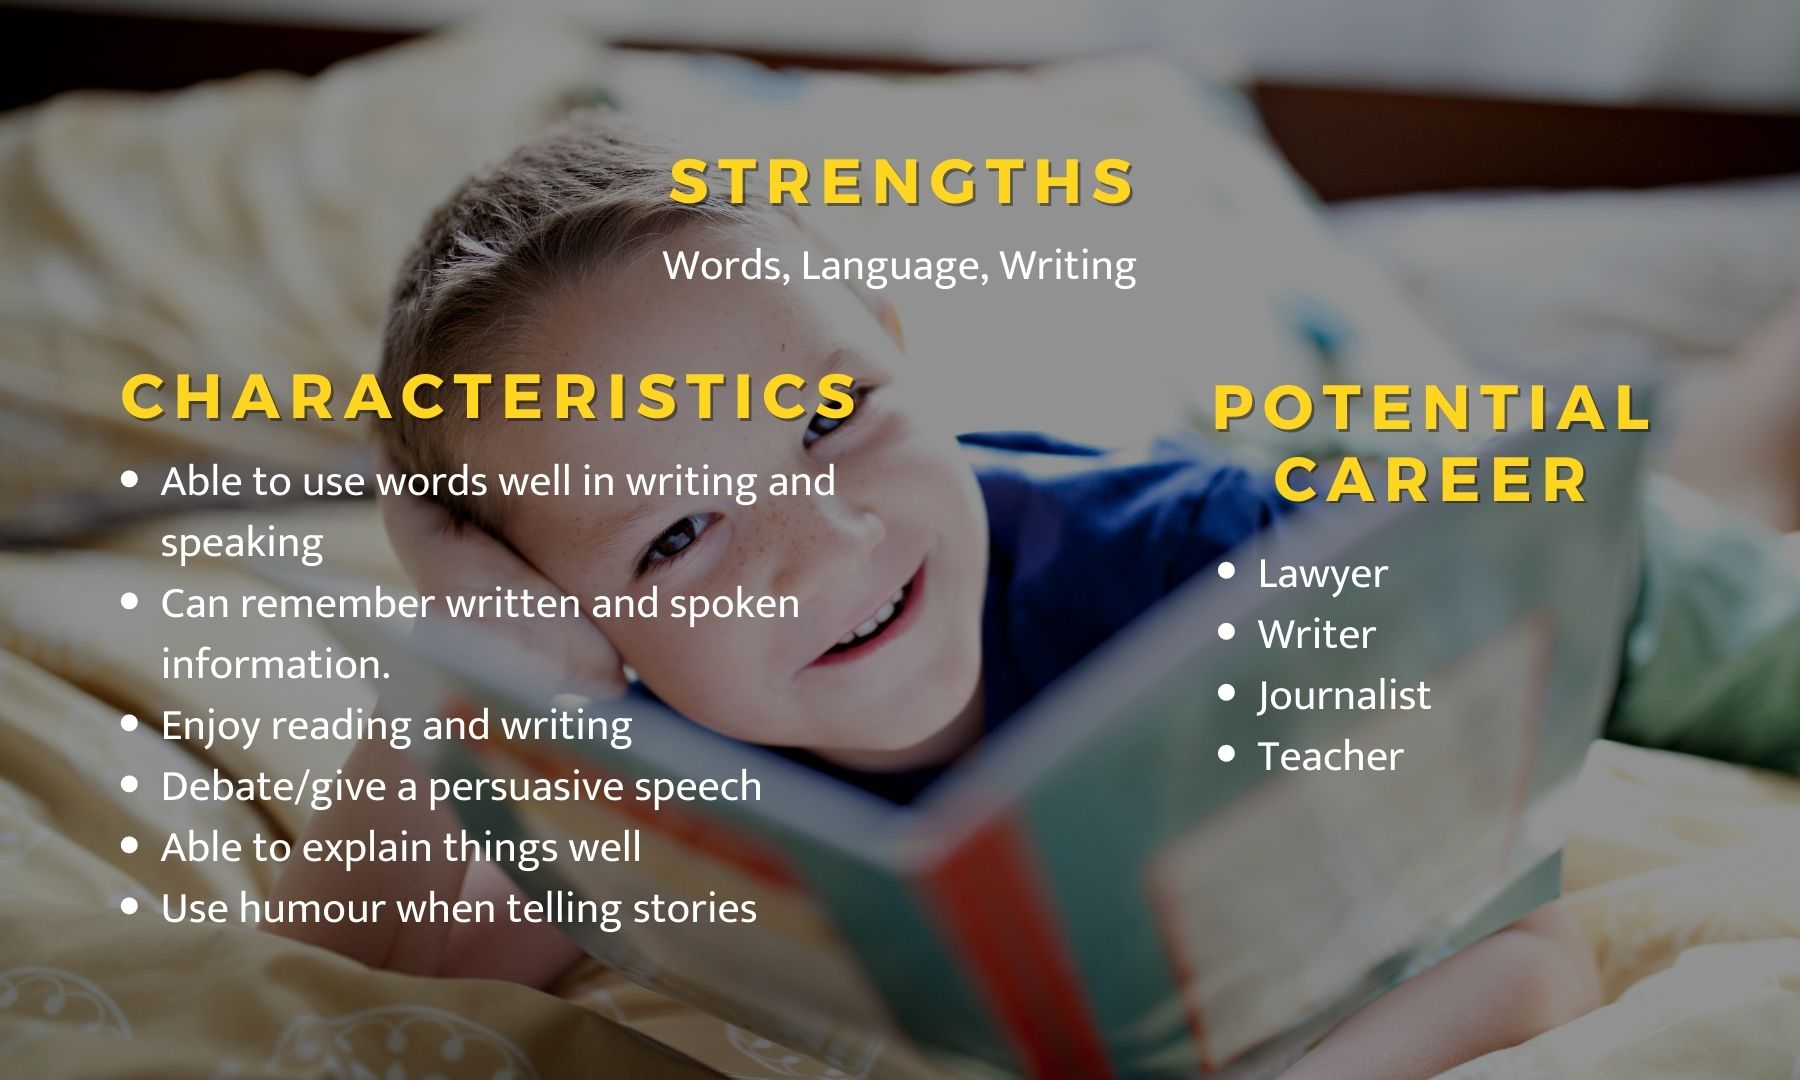 STRENGTHS
Words, Language, Writing
CHARACTERISTICS
Able to use words well in writing and
speaking
Can remember written and spoken
information.
Enjoy reading and writing
Debate/give a persuasive speech
Able to explain things well
Use humour when telling stories
POTENTIAL
CAREER
Lawyer
Writer
Journalist
Teacher